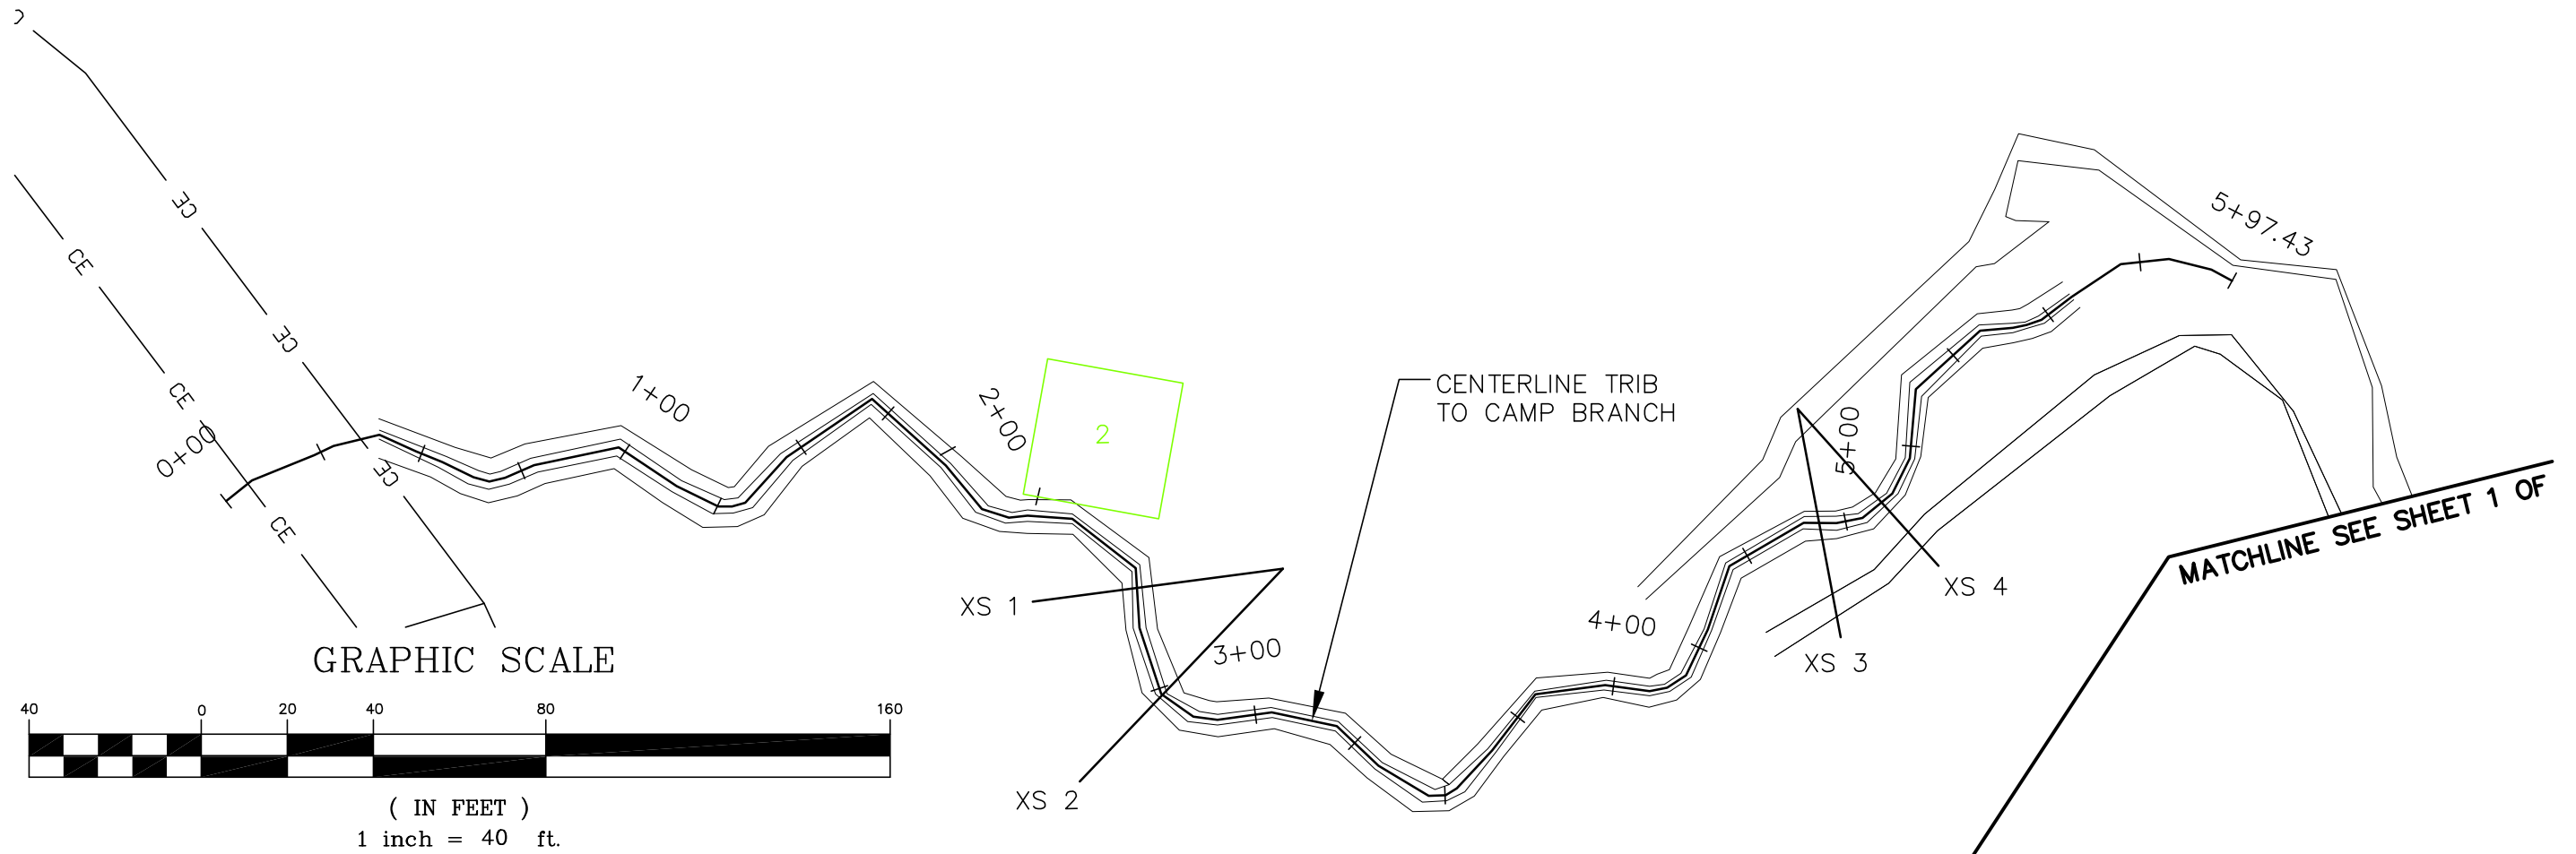 CE
CE
CE
CE
CE
CE
0+00
1+00
2+00
2
CENTERLINE TRIB
TO CAMP BRANCH
5+97.43
5+00
MATCHLINE SEE SHEET 1 OF
XS 4
XS 1
4+00
3+00
XS 3
XS 2
GRAPHIC SCALE
40 0 20 40 80 160
( IN FEET )
1 inch = 40 ft.